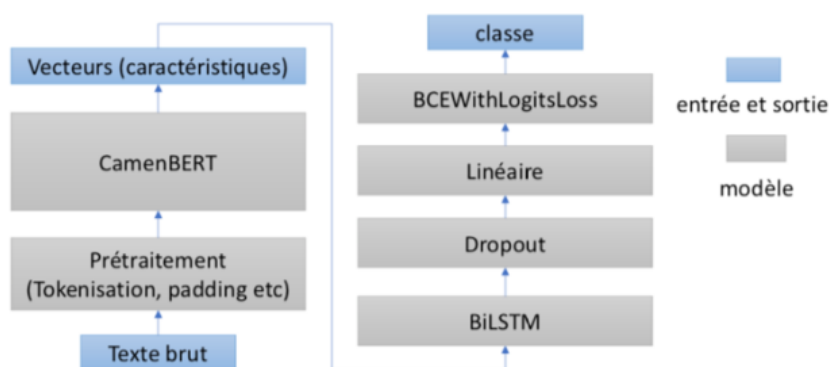 Vecteurs (caractéristiques)
CamenBERT
Prétraitement
(Tokenisation, padding etc)
Texte brut
classe
BCEWithLogitsLoss
Linéaire
Dropout
BiLSTM
entrée et sortie
modèle